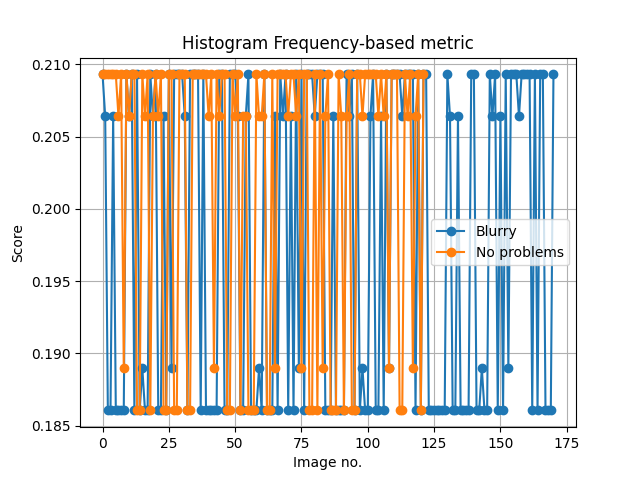 Histogram Frequency-based metric
0.210
0.205
0.200
0.195
0.190
0.185
Score
Blurry
No problems
0 25 50 75 100 125 150 175
Image no.